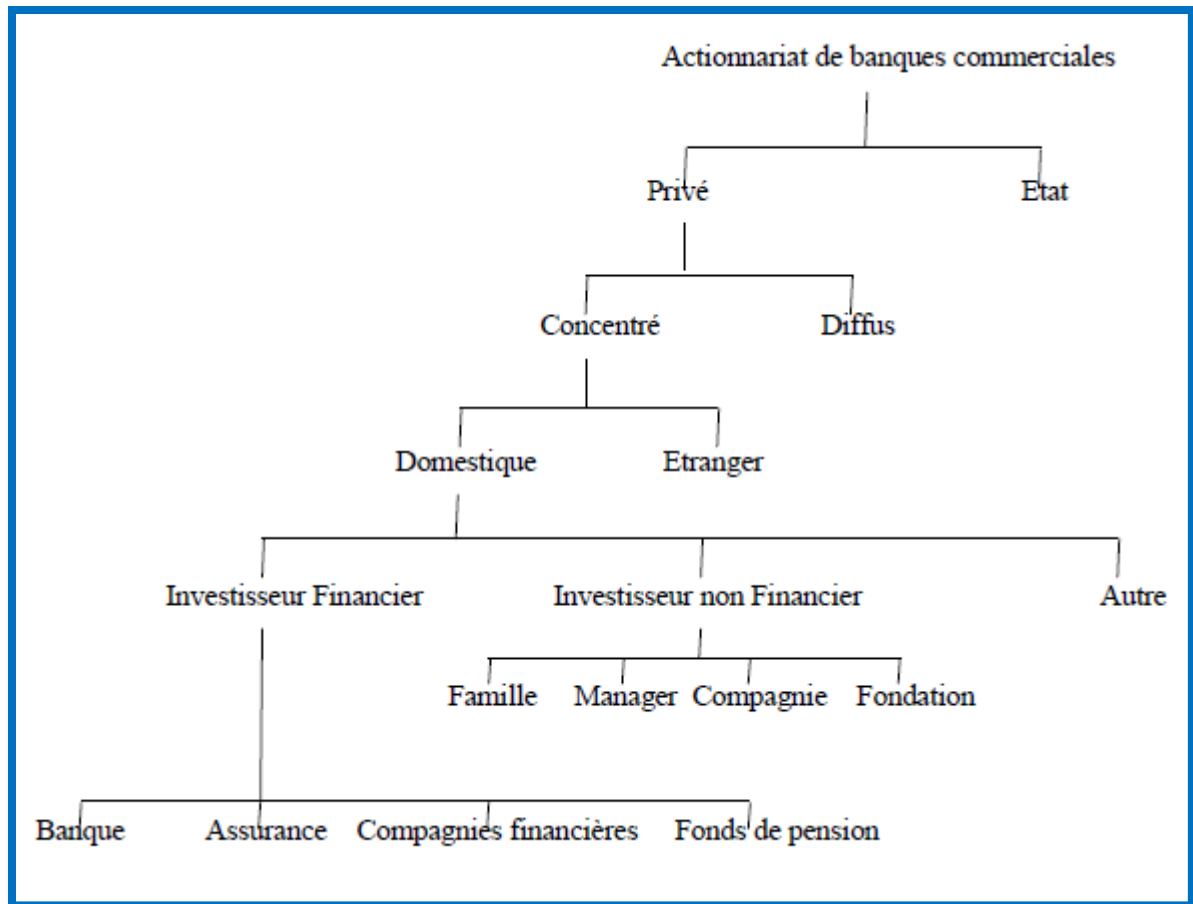 Actionnariat de banques commerciales
Privé Etat
Concentré Diffus
Domestique Etranger
Investisseur Financier Investisseur non Financier Autre
Famille Manager Compagnie Fondation
Banque Assurance Compagnies financières Fonds de pension